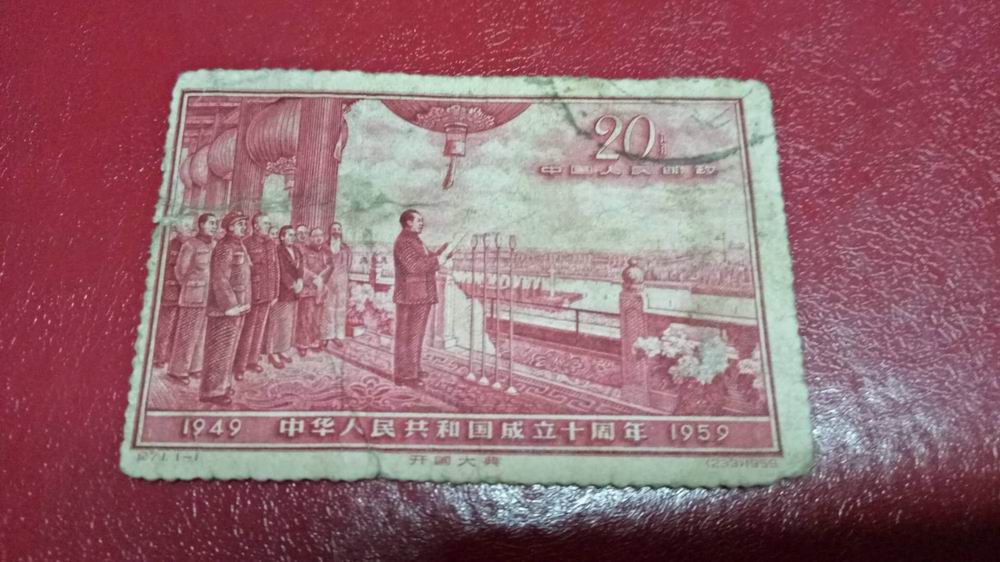 20分
中国人民邮政
1949 中华人民共和国成立十周年 1959
纪71.1-1 开國大典 (239)1959